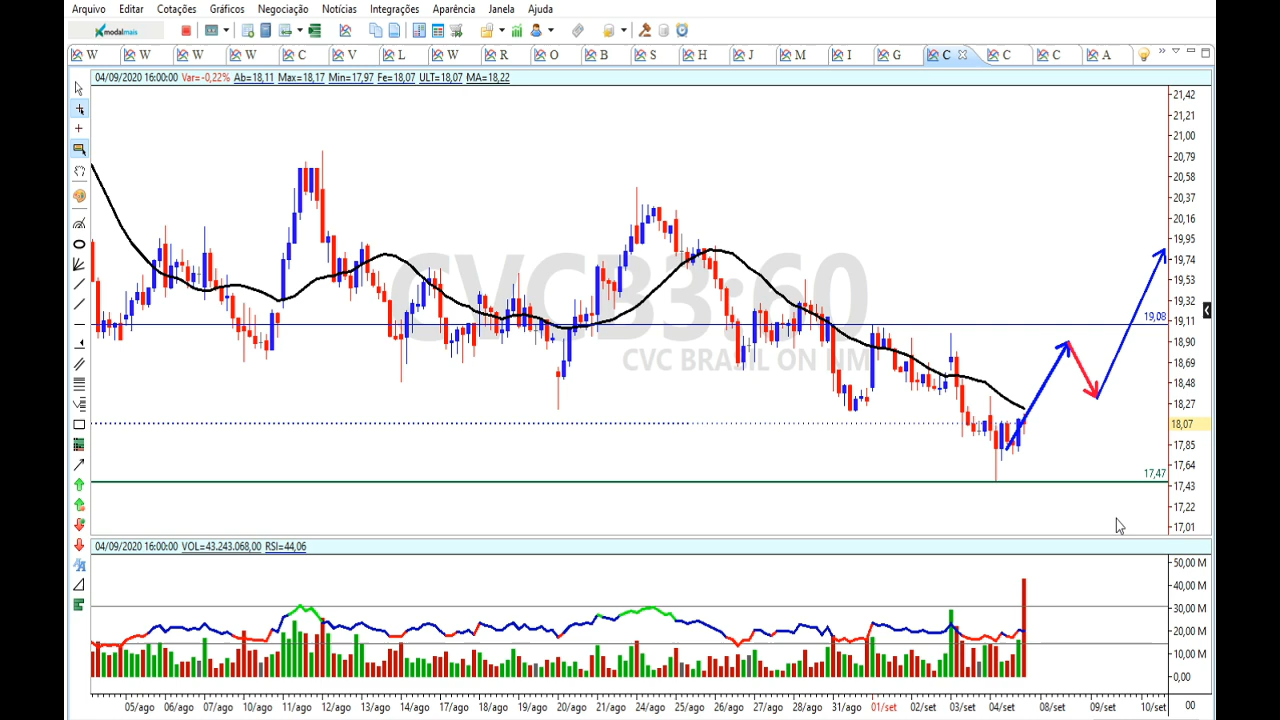 Arquivo Editar Cotações Gráficos Negociação Notícias Integrações Aparência Janela Ajuda
modalmais
W W W W C V L W R O B S H J M I G C C C A
04/09/2020 16:00:00 Var=-0,22% Ab=18,11 Max=18,17 Min=17,97 Fe=18,07 ULT=18,07 MA=18,22
CVCB3:60
CVC BRASIL ON NM
21,42
21,21
21,00
20,79
20,58
20,37
20,16
19,95
19,74
19,53
19,32
19,08
19,11
18,90
18,69
18,48
18,27
18,07
17,85
17,64
17,47
17,43
17,22
17,01
04/09/2020 16:00:00 VOL=43.243.068,00 RSI=44,06
50,00 M
40,00 M
30,00 M
20,00 M
10,00 M
0,00
05/ago 06/ago 07/ago 10/ago 11/ago 12/ago 13/ago 14/ago 17/ago 18/ago 19/ago 20/ago 21/ago 24/ago 25/ago 26/ago 27/ago 28/ago 31/ago 01/set 02/set 03/set 04/set 08/set 09/set 10/set 00